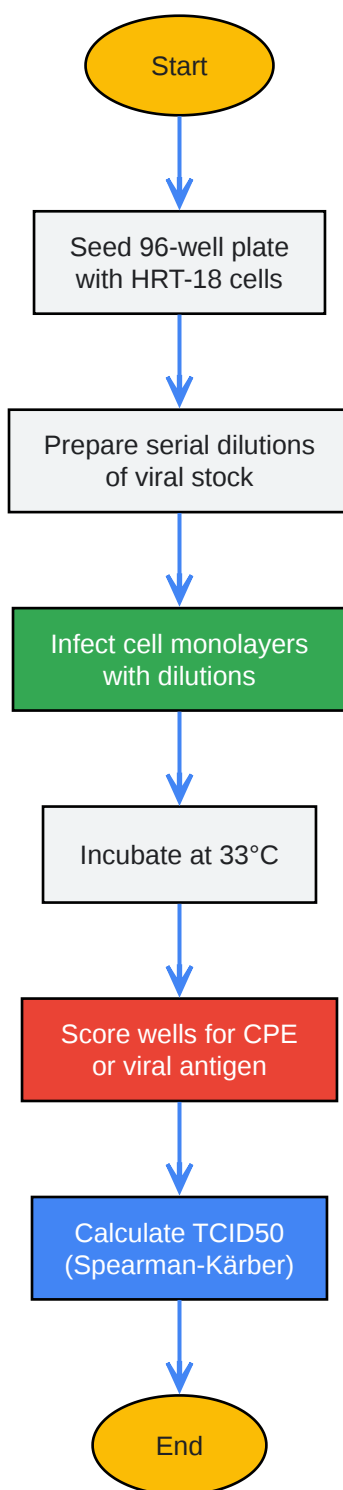 Start
Seed 96-well plate
with HRT-18 cells
Prepare serial dilutions
of viral stock
Infect cell monolayers
with dilutions
Incubate at 33°C
Score wells for CPE
or viral antigen
Calculate TCID50
(Spearman-Kärber)
End